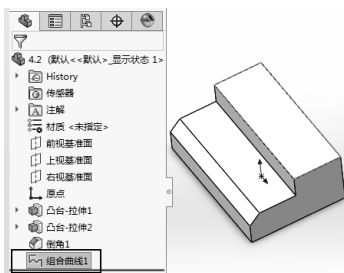 4.2 (默认<<默认>_显示状态 1>
History
传感器
注解
材质 <未指定>
前视基准面
上视基准面
右视基准面
原点
凸台-拉伸1
凸台-拉伸2
倒角1
组合曲线1